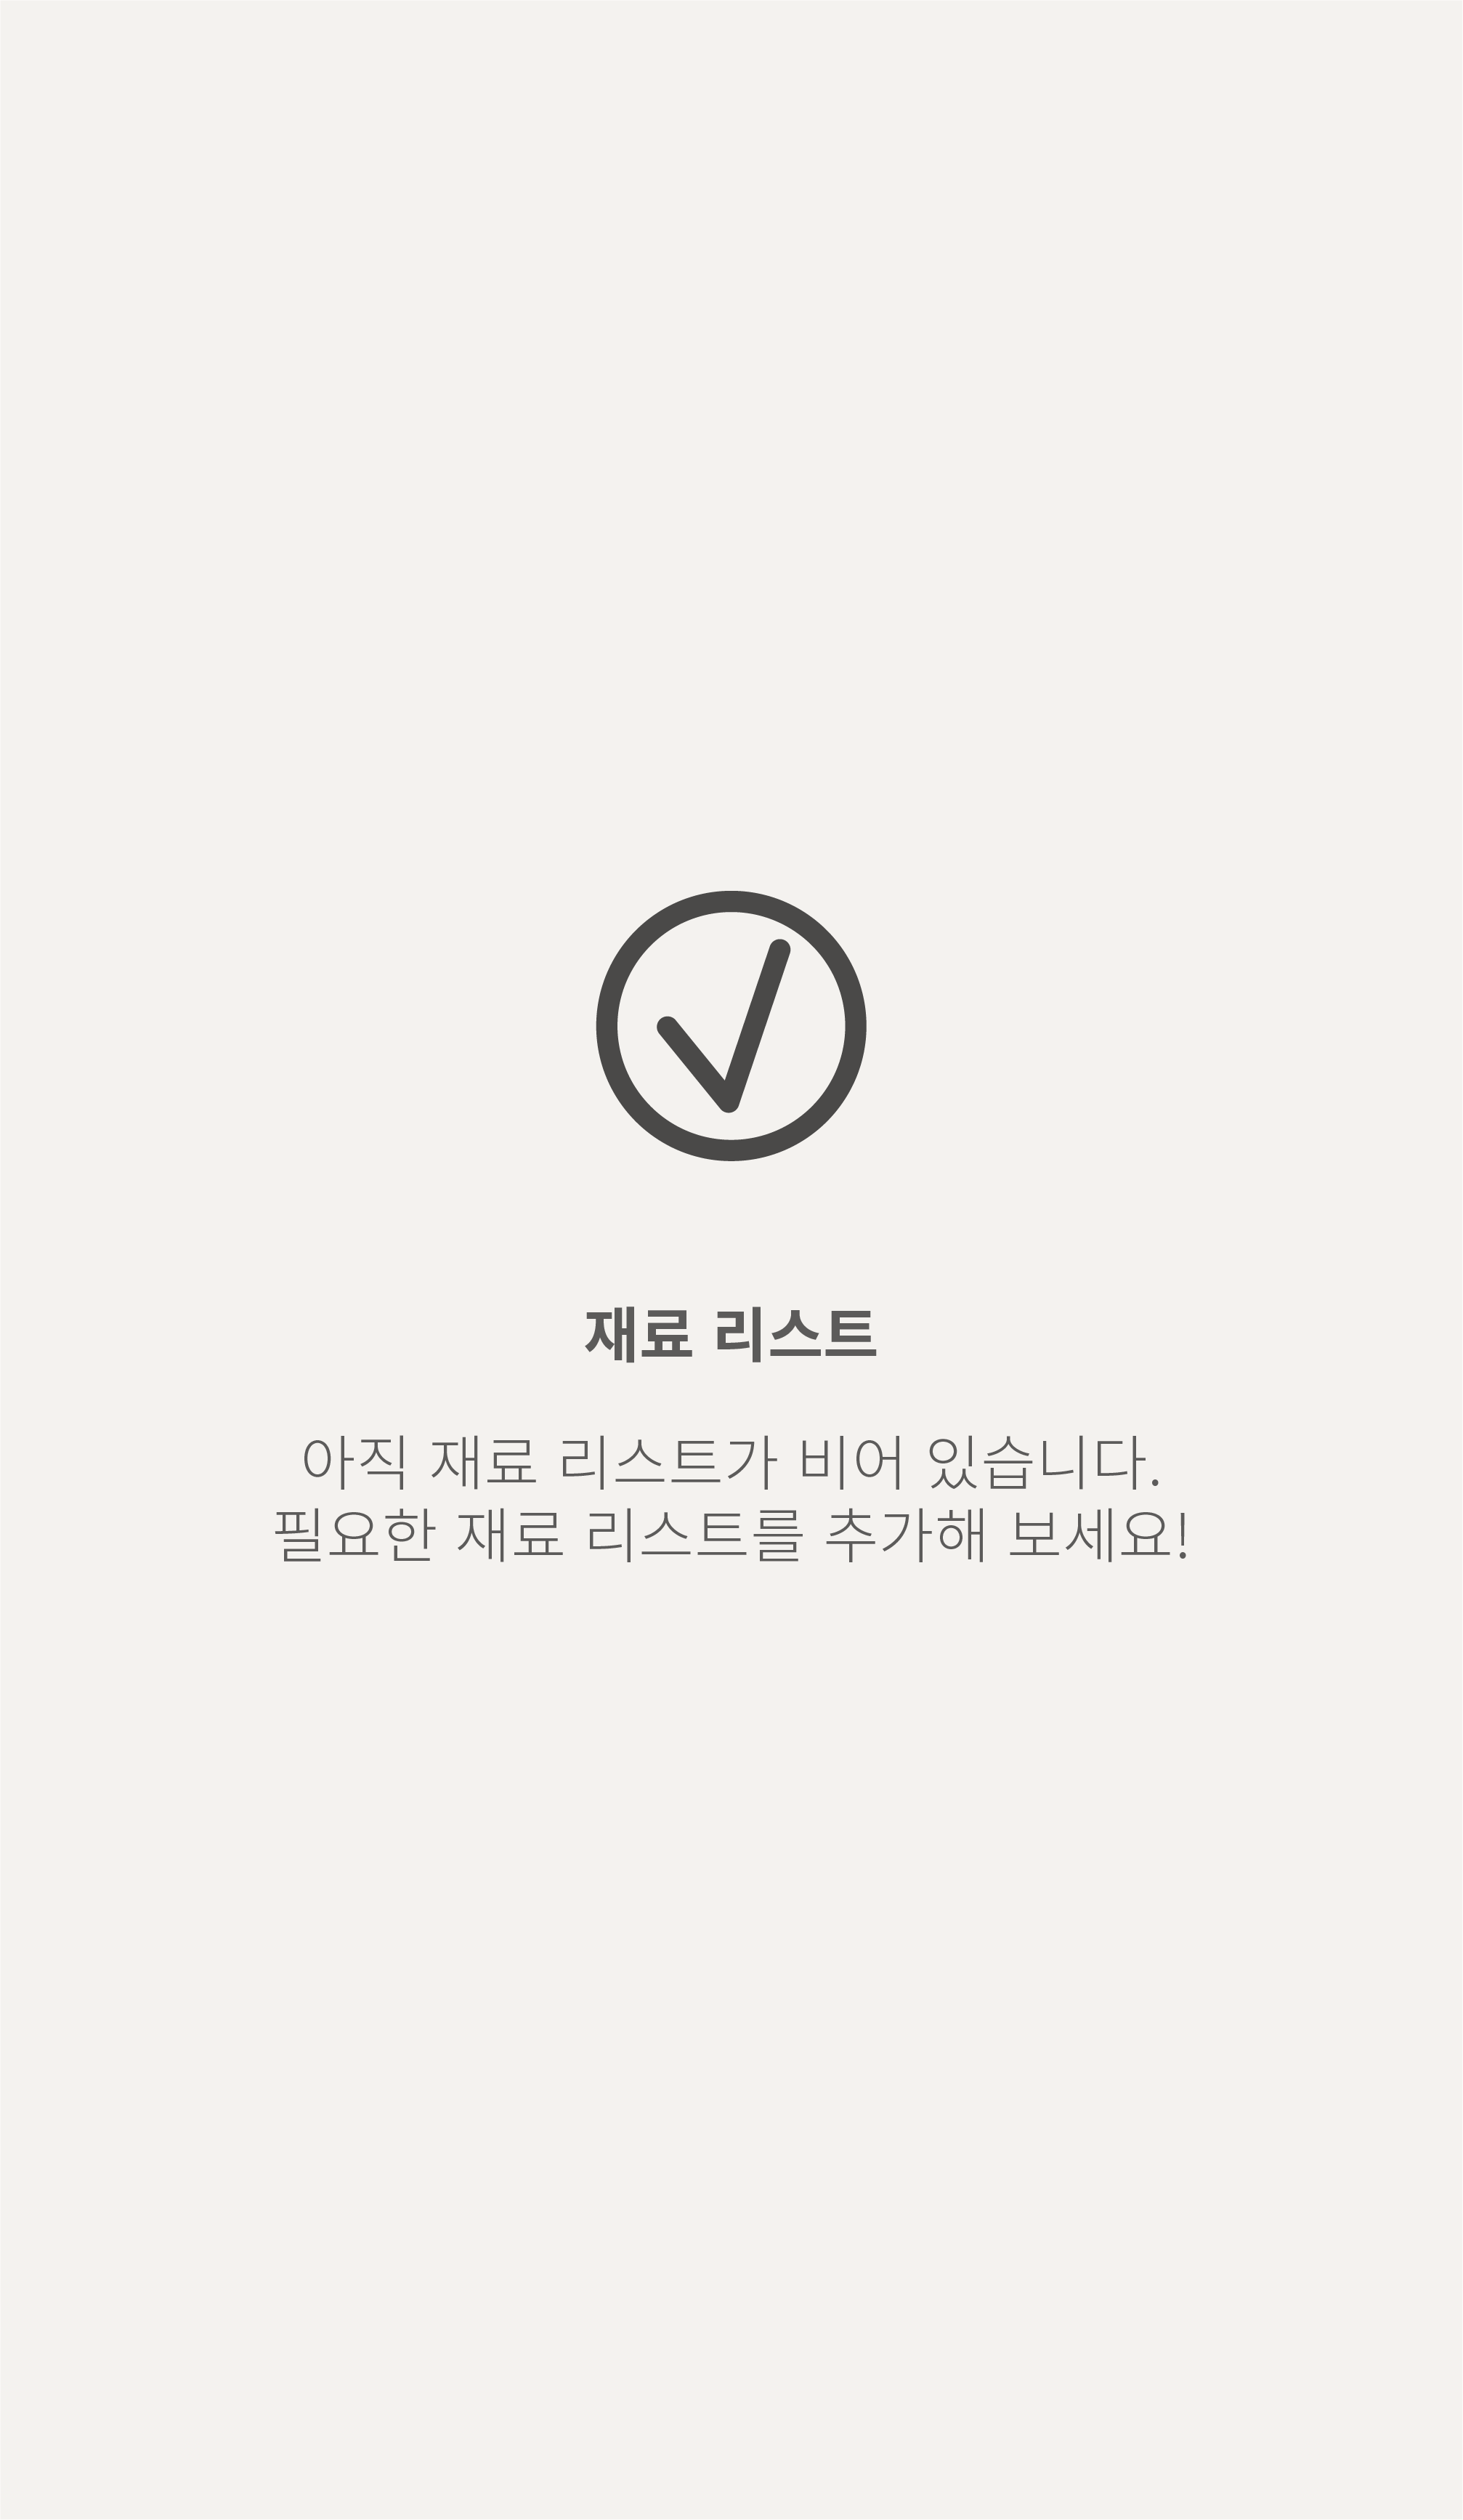 재료 리스트
아직 재료 리스트가 비어 있습니다.
필요한 재료 리스트를 추가해 보세요!